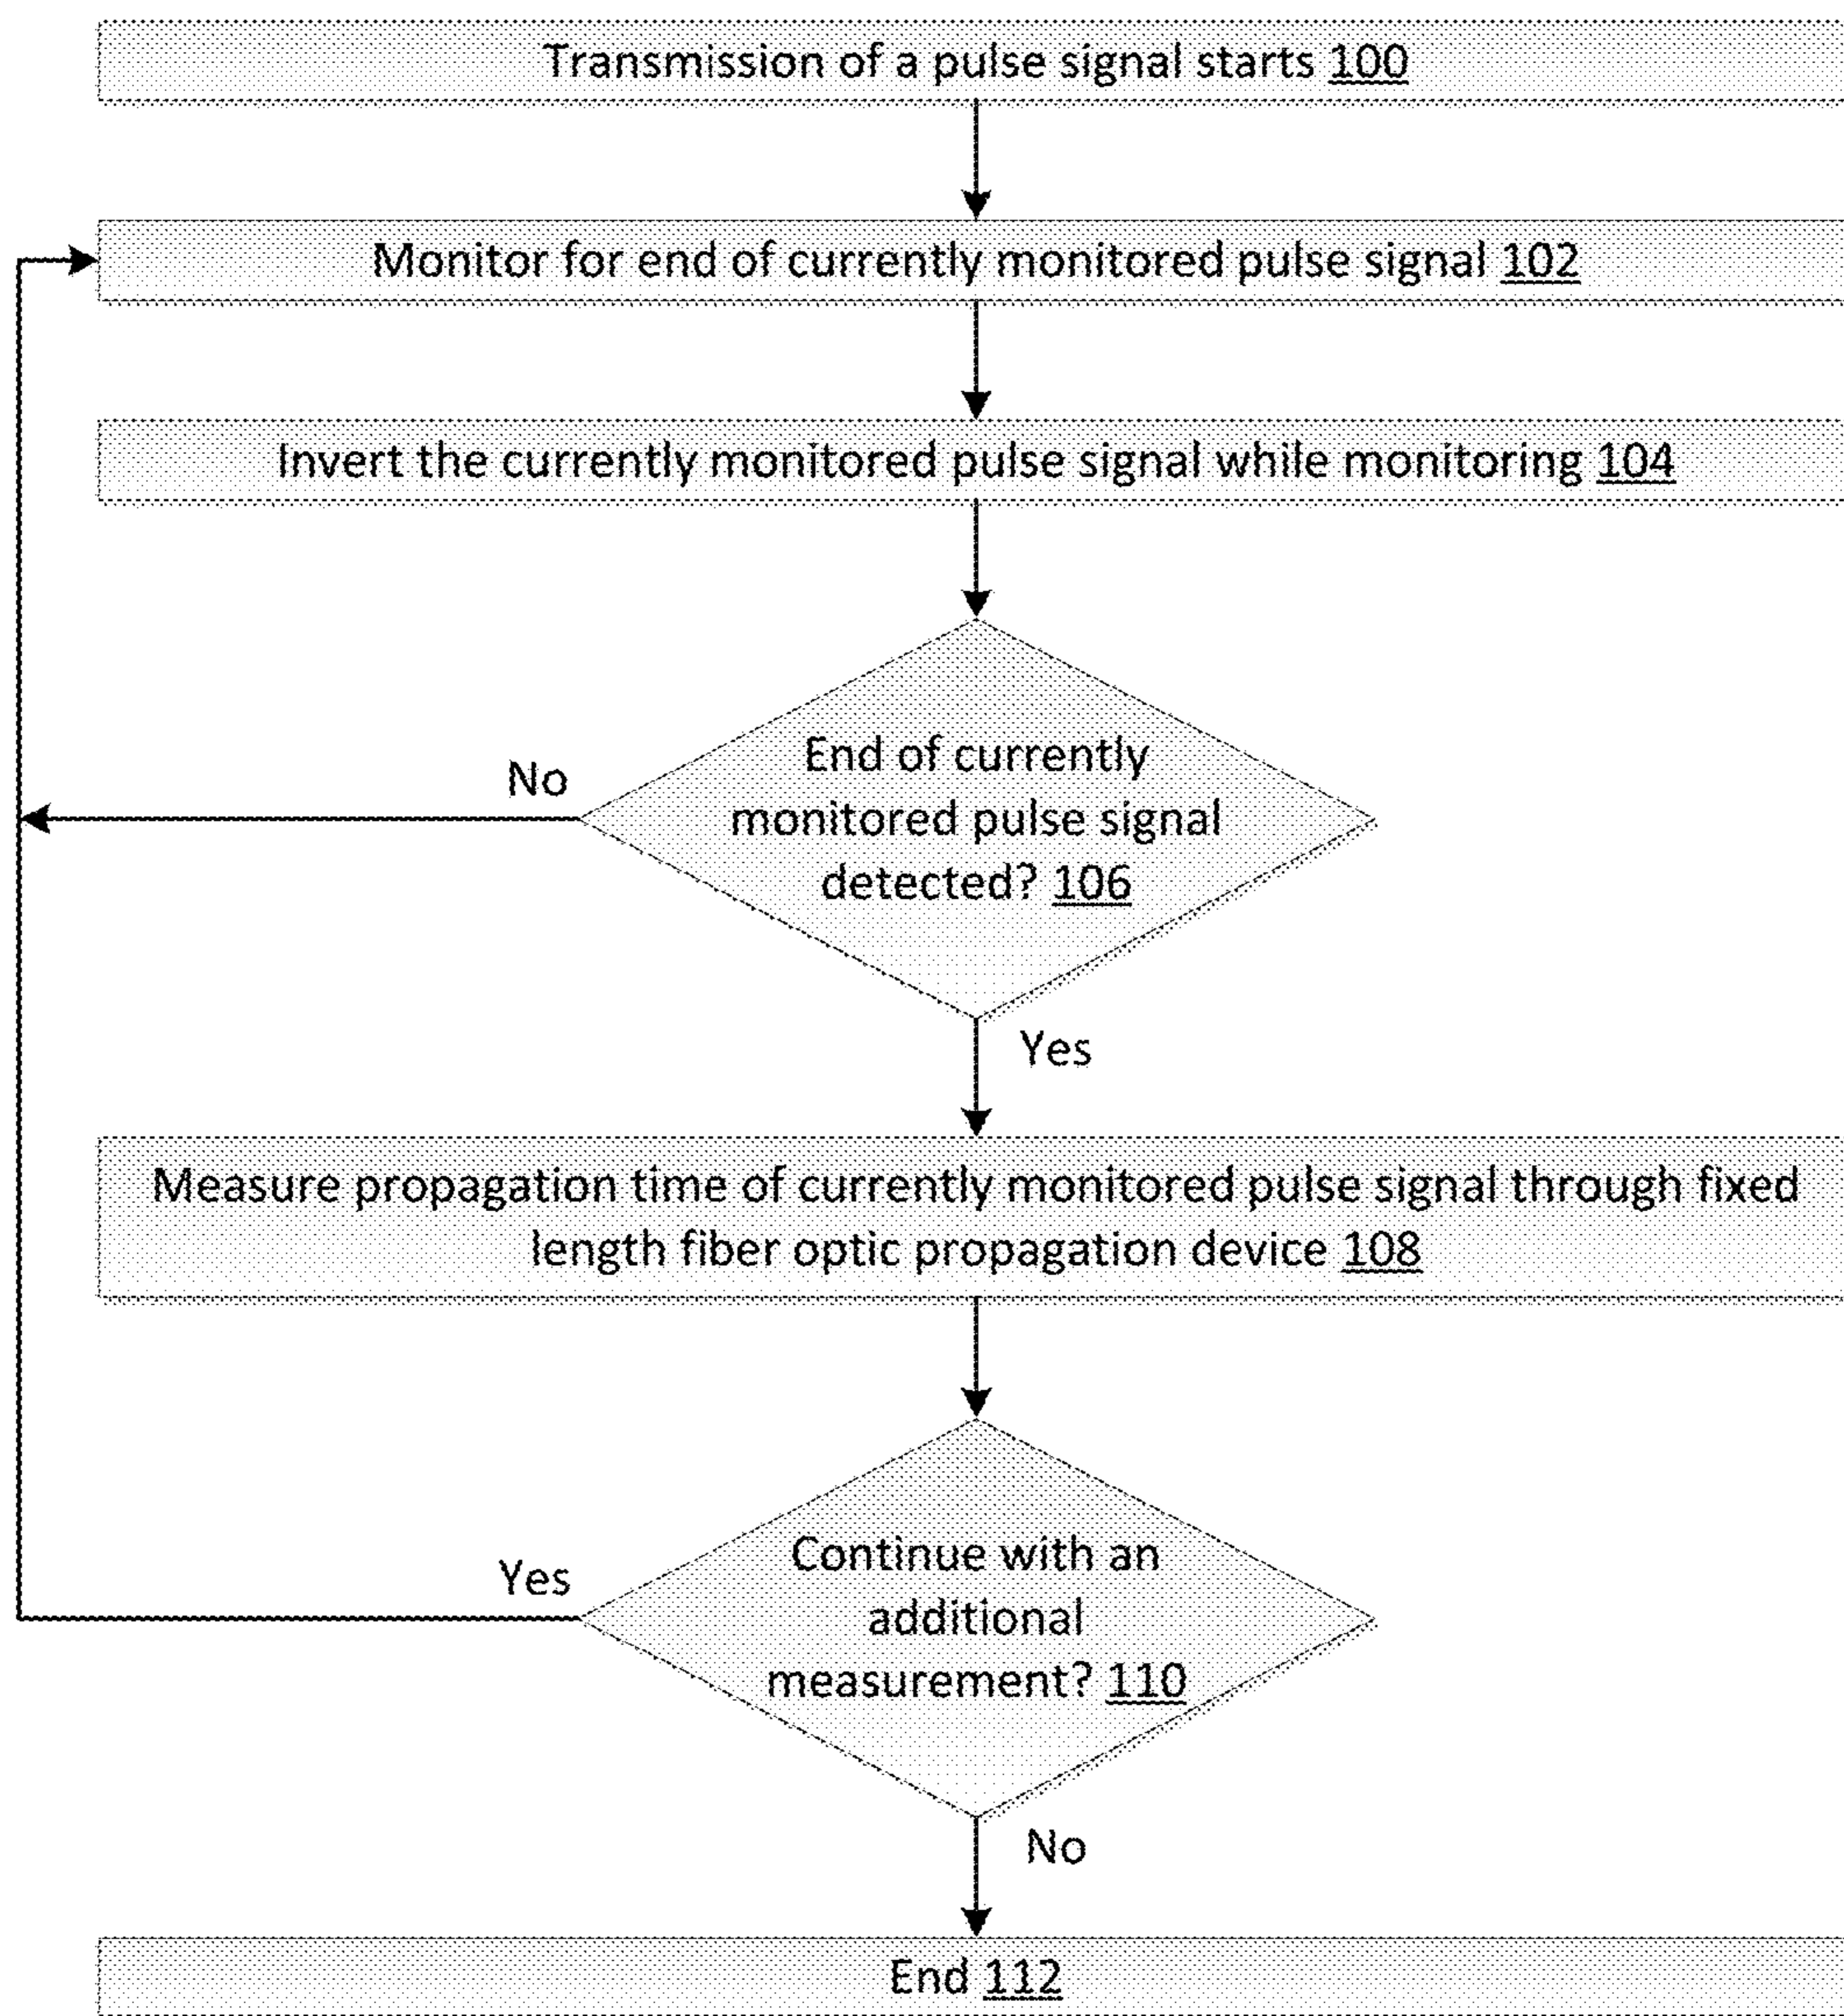 Transmission of a pulse signal starts 100
Monitor for end of currently monitored pulse signal 102
Invert the currently monitored pulse signal while monitoring 104
End of currently
monitored pulse signal
detected? 106
No
Yes
Measure propagation time of currently monitored pulse signal through fixed
length fiber optic propagation device 108
Continue with an
additional
measurement? 110
Yes
No
End 112